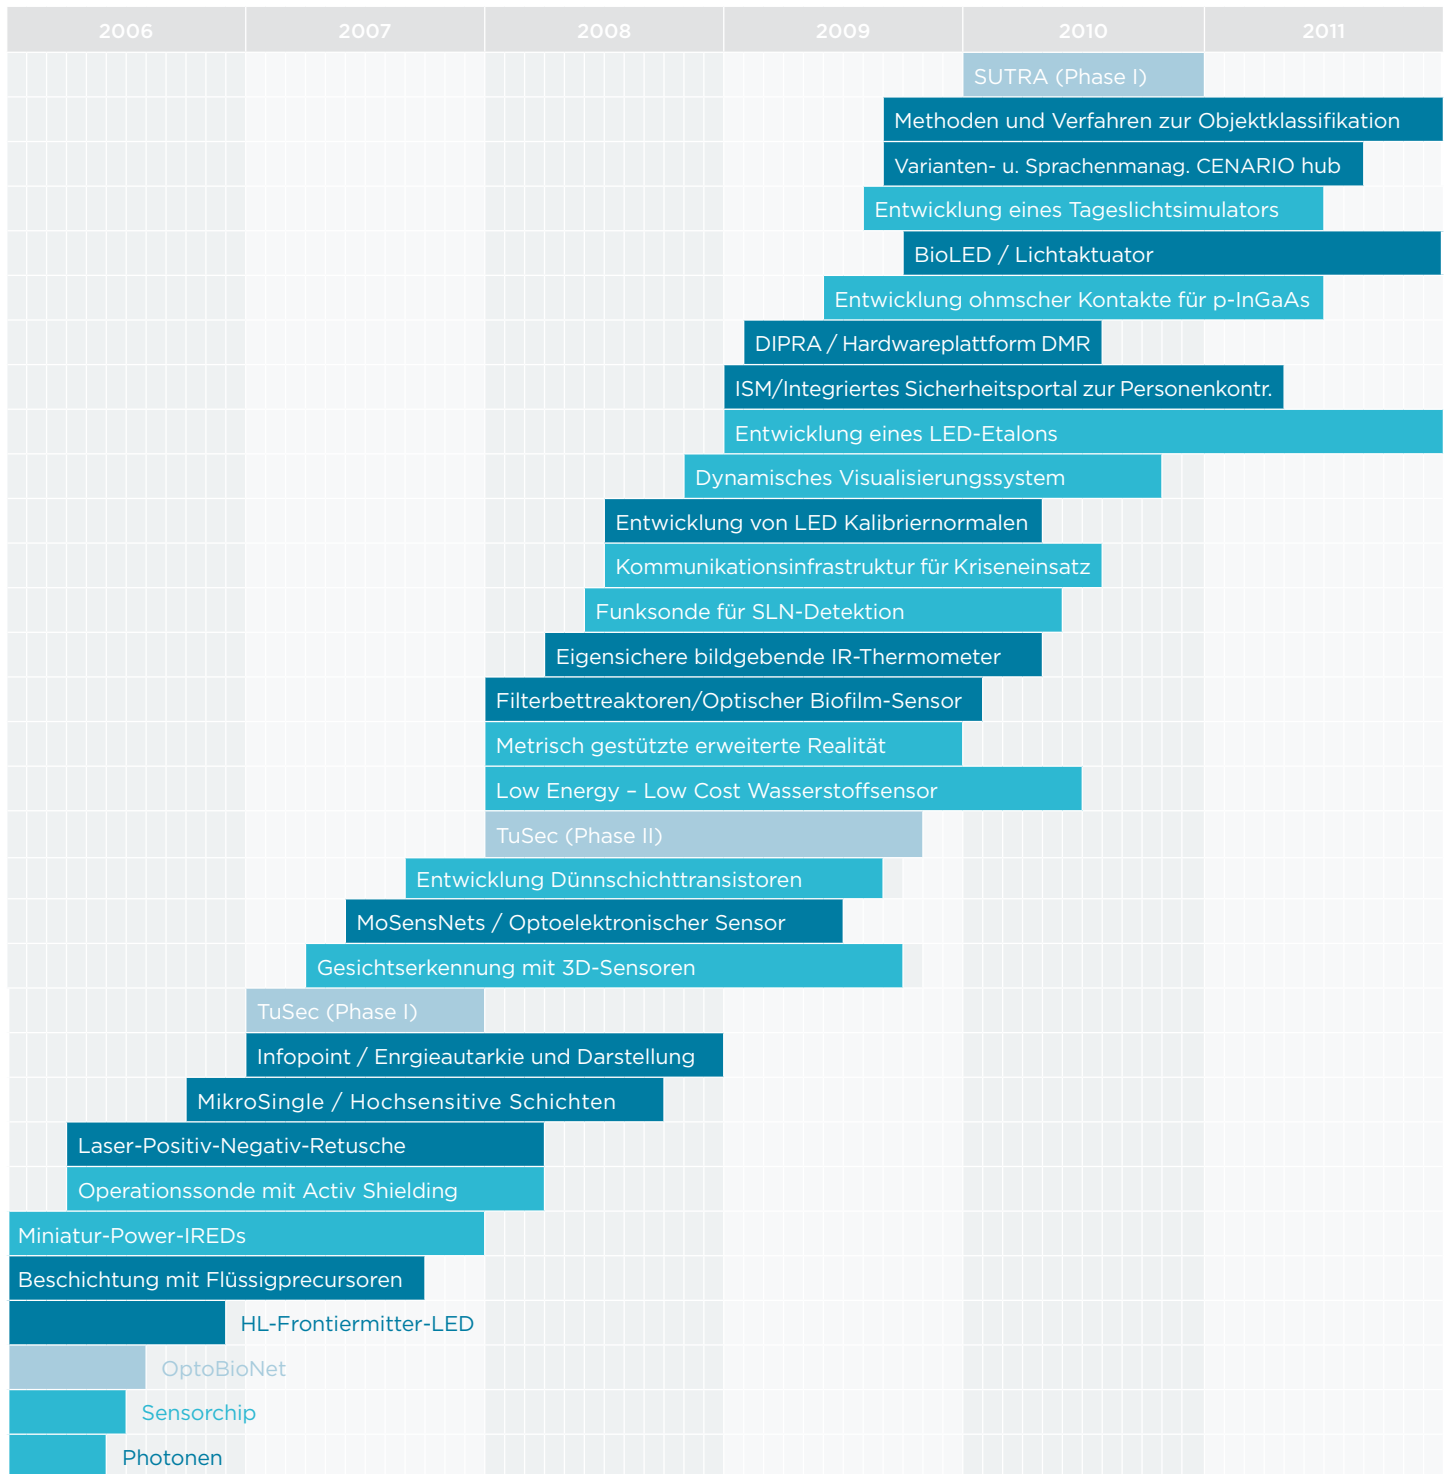 2006 2007 2008 2009 2010 2011
SUTRA (Phase I)
Methoden und Verfahren zur Objektklassifikation
Varianten- u. Sprachenmanag. CENARIO hub
Entwicklung eines Tageslichtsimulators
BioLED / Lichtaktuator
Entwicklung ohmscher Kontakte für p-InGaAs
DIPRA / Hardwareplattform DMR
ISM/Integriertes Sicherheitsportal zur Personenkontr.
Entwicklung eines LED-Etalons
Dynamisches Visualisierungssystem
Entwicklung von LED Kalibriernormalen
Kommunikationsinfrastruktur für Kriseneinsatz
Funksonde für SLN-Detektion
Eigensichere bildgebende IR-Thermometer
Filterbettreaktoren/Optischer Biofilm-Sensor
Metrisch gestützte erweiterte Realität
Low Energy – Low Cost Wasserstoffsensor
TuSec (Phase II)
Entwicklung Dünnschichttransistoren
MoSensNets / Optoelektronischer Sensor
Gesichtserkennung mit 3D-Sensoren
TuSec (Phase I)
Infopoint / Enrgieautarkie und Darstellung
MikroSingle / Hochsensitive Schichten
Laser-Positiv-Negativ-Retusche
Operationssonde mit Activ Shielding
Miniatur-Power-IREDs
Beschichtung mit Flüssigprecursoren
HL-Frontiermitter-LED
OptoBioNet
Sensorchip
Photonen